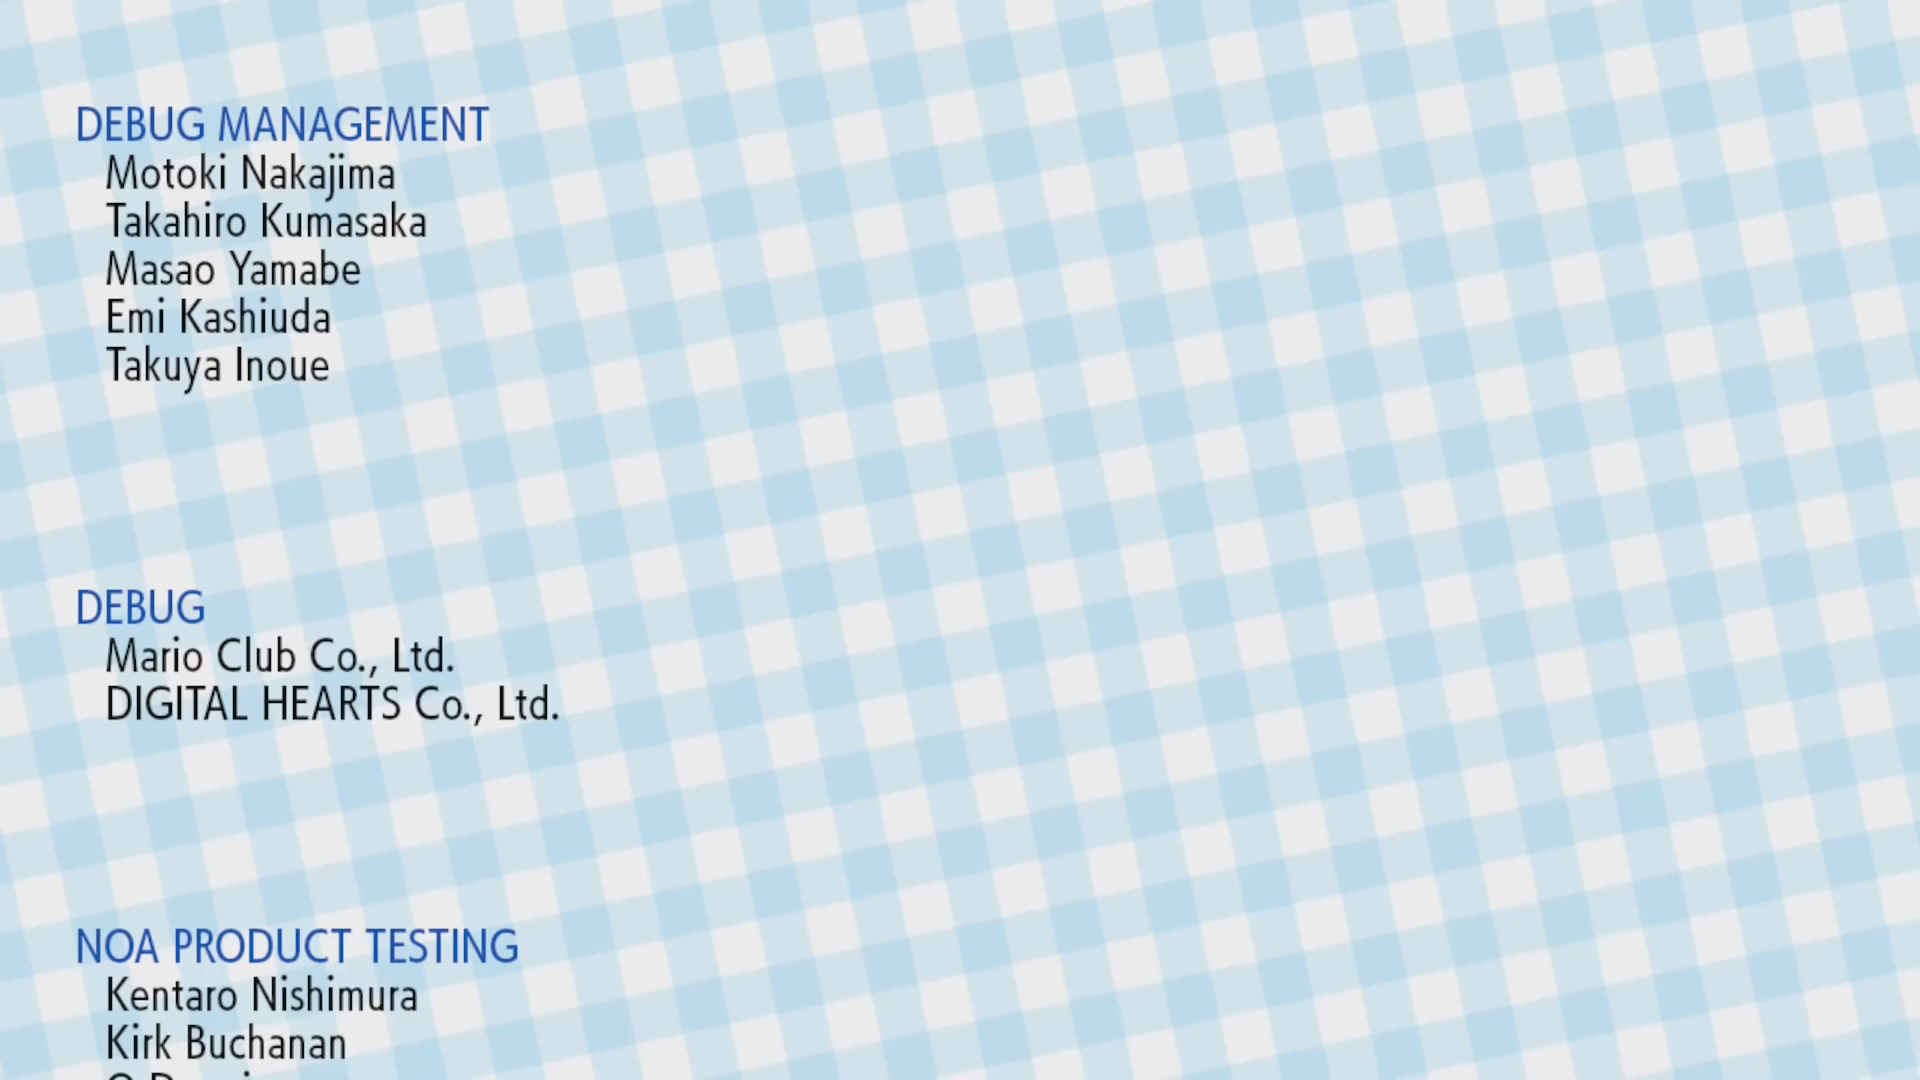 DEBUG MANAGEMENT
Motoki Nakajima
Takahiro Kumasaka
Masao Yamabe
Emi Kashiuda
Takuya Inoue
DEBUG
Mario Club Co., Ltd.
DIGITAL HEARTS Co., Ltd.
NOA PRODUCT TESTING
Kentaro Nishimura
Kirk Buchanan